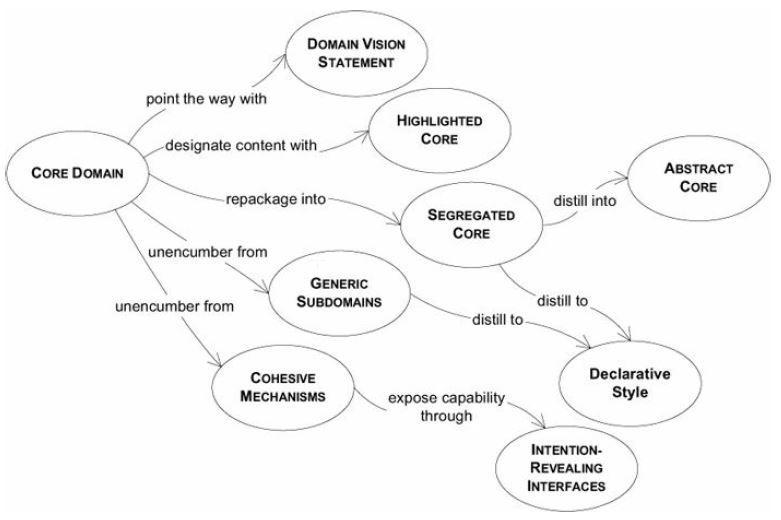 DOMAIN VISION
STATEMENT
point the way with
HIGHLIGHTED
CORE
designate content with
CORE DOMAIN
ABSTRACT
CORE
repackage into
distill into
SEGREGATED
CORE
unencumber from
GENERIC
SUBDOMAINS
unencumber from
distill to
distill to
COHESIVE
MECHANISMS
Declarative
Style
expose capability
through
INTENTION-
REVEALING
INTERFACES